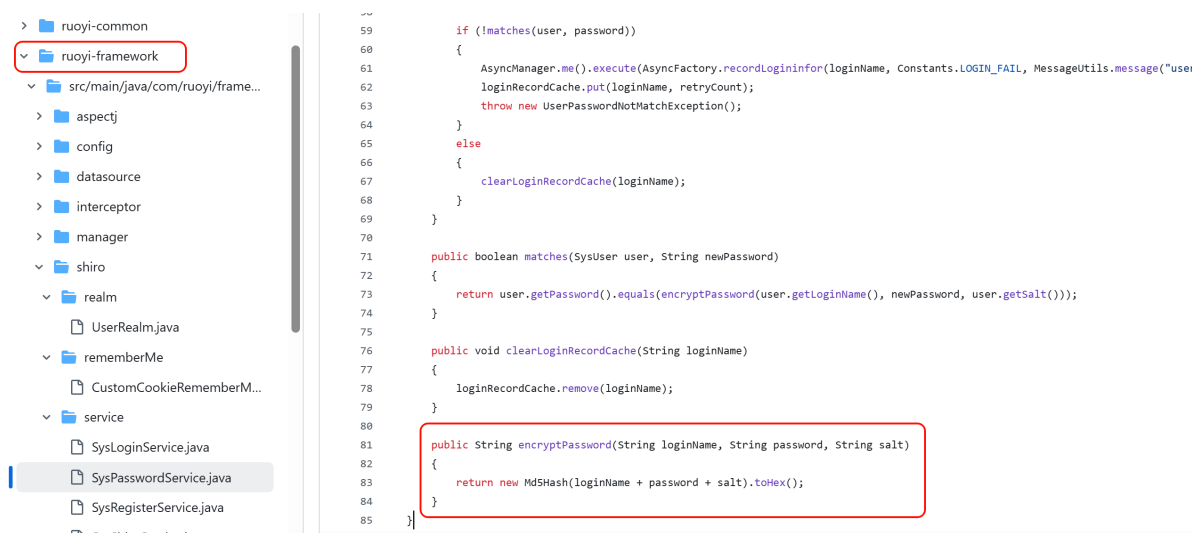 ruoyi-common
ruoyi-framework
src/main/java/com/ruoyi/frame...
aspectj
config
datasource
interceptor
manager
shiro
realm
UserRealm.java
rememberMe
CustomCookieRememberM...
service
SysLoginService.java
SysPasswordService.java
SysRegisterService.java
59 if (!matches(user, password))
60 {
61 AsyncManager.me().execute(AsyncFactory.recordLogininfor(loginName, Constants.LOGIN_FAIL, MessageUtils.message("user
62 loginRecordCache.put(loginName, retryCount);
63 throw new UserPasswordNotMatchException();
64 }
65 else
66 {
67 clearLoginRecordCache(loginName);
68 }
69 }
70
71 public boolean matches(SysUser user, String newPassword)
72 {
73 return user.getPassword().equals(encryptPassword(user.getLoginName(), newPassword, user.getSalt()));
74 }
75
76 public void clearLoginRecordCache(String loginName)
77 {
78 loginRecordCache.remove(loginName);
79 }
80
81 public String encryptPassword(String loginName, String password, String salt)
82 {
83 return new Md5Hash(loginName + password + salt).toHex();
84 }
85 }